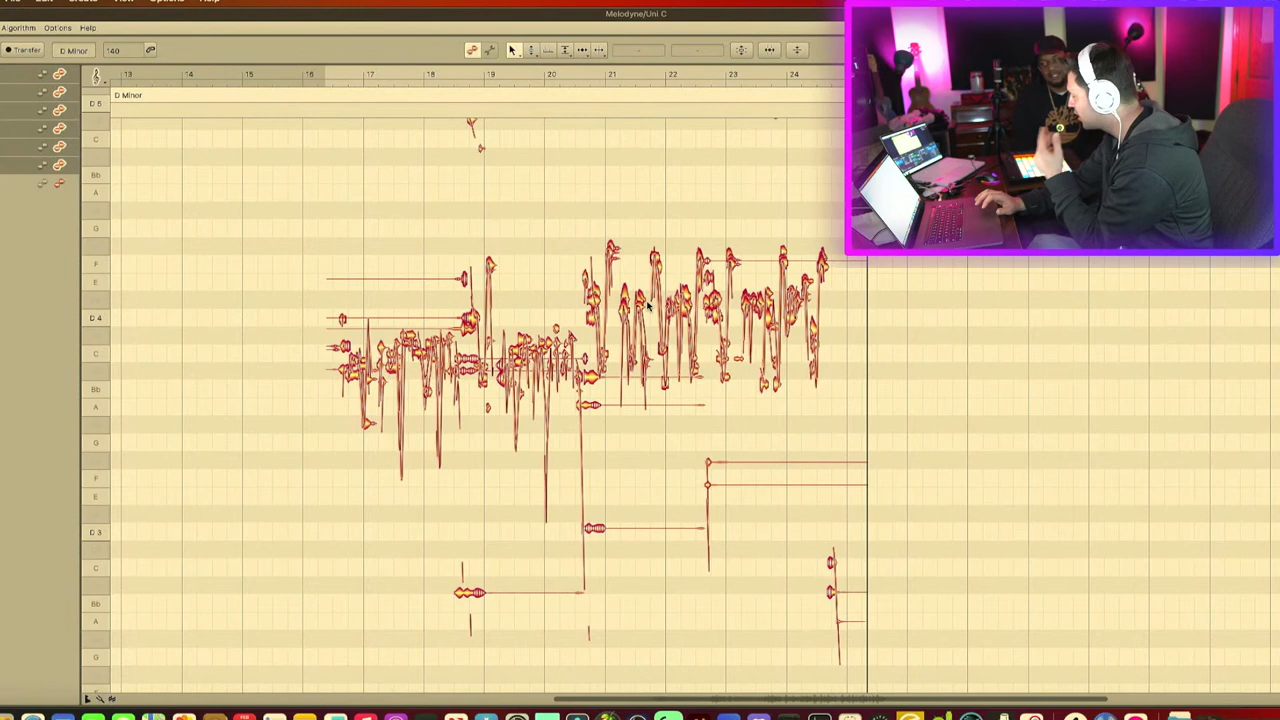 Melodyne/Uni C
Algorithm Options Help
Transfer D Minor 140
13 14 15 16 17 18 19 20 21 22 23 24
D Minor
D 5
C
Bb
A
G
F
E
D 4
C
Bb
A
G
F
E
D 3
C
Bb
A
G